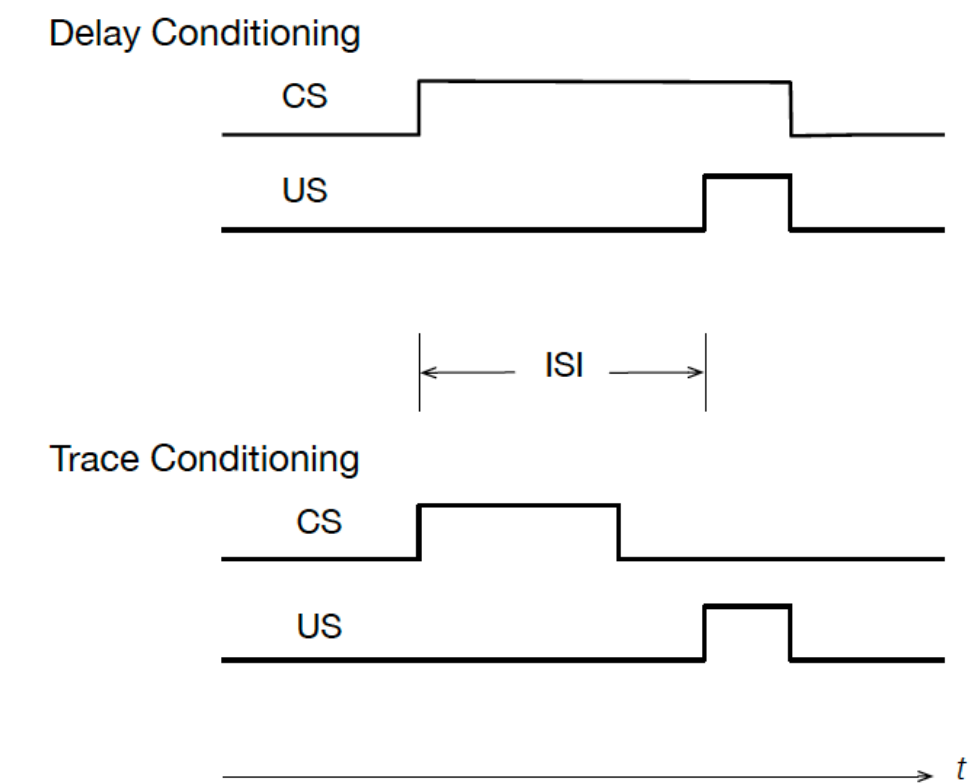 Delay Conditioning
CS
US
ISI
Trace Conditioning
CS
US
t